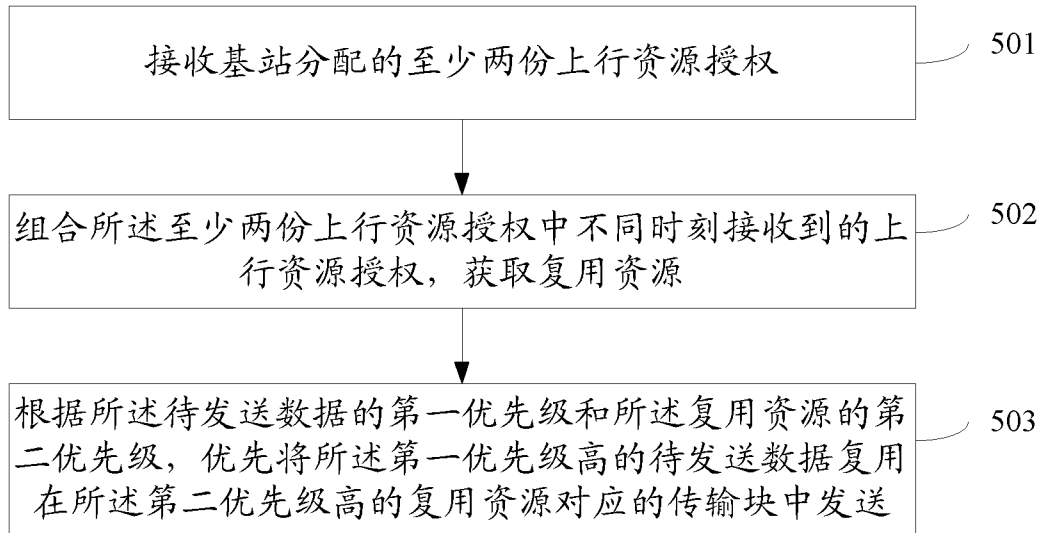 接收基站分配的至少两份上行资源授权
501
组合所述至少两份上行资源授权中不同时刻接收到的上
行资源授权，获取复用资源
502
根据所述待发送数据的第一优先级和所述复用资源的第
二优先级，优先将所述第一优先级高的待发送数据复用
在所述第二优先级高的复用资源对应的传输块中发送
503